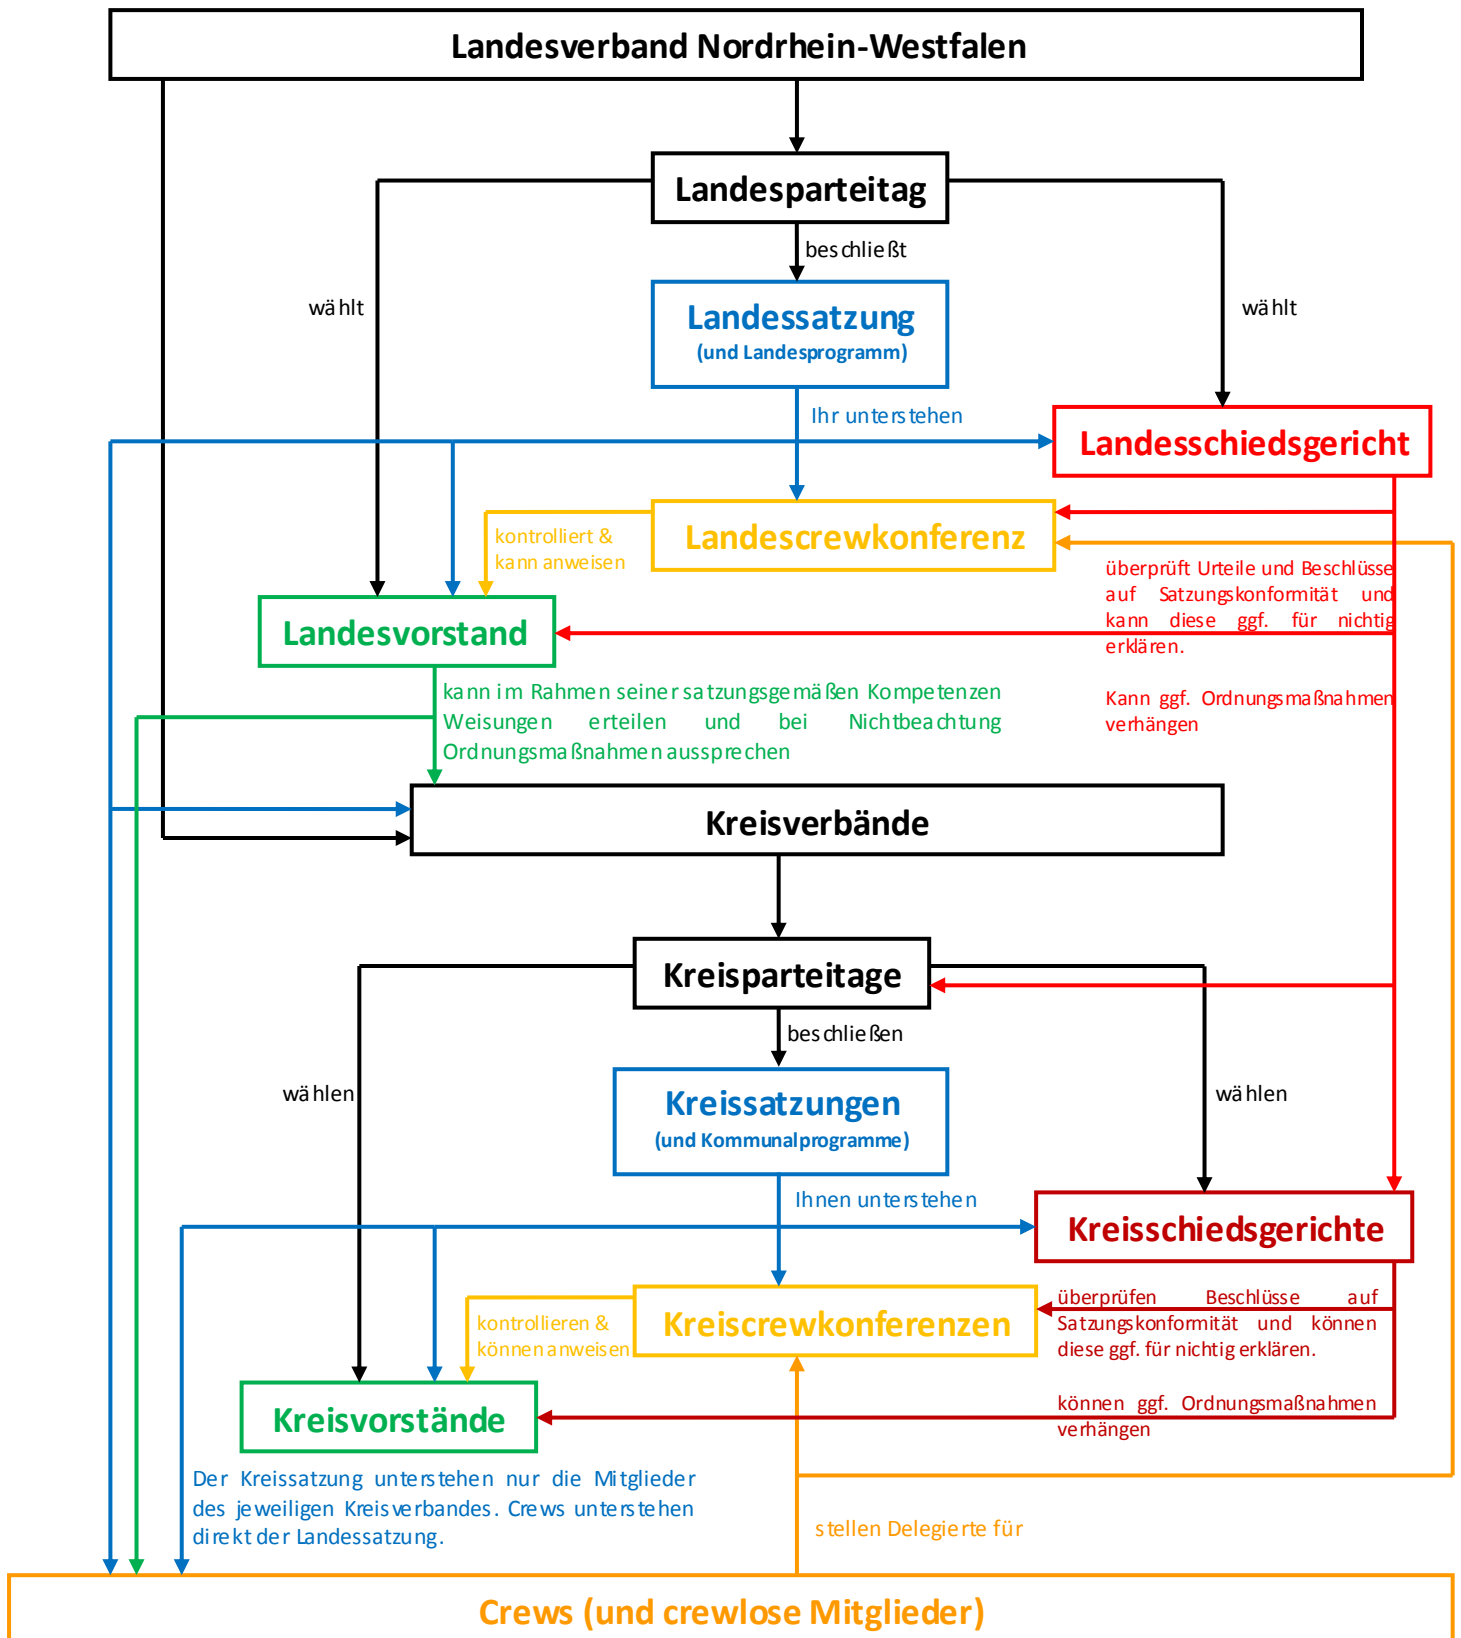 Landesverband Nordrhein-Westfalen
Landesparteitag
beschließt
wählt
wählt
Landessatzung
(und Landesprogramm)
Ihr unterstehen
Landesschiedsgericht
Landescrewkonferenz
kontrolliert &
kann anweisen
überprüft Urteile und Beschlüsse
auf Satzungskonformität und
kann diese ggf. für nichtig
erklären.
Kann ggf. Ordnungsmaßnahmen
verhängen
Landesvorstand
kann im Rahmen seiner satzungsgemäßen Kompetenzen
Weisungen erteilen und bei Nichtbeachtung
Ordnungsmaßnahmen aussprechen
Kreisverbände
Kreisparteitage
beschließen
wählen
wählen
Kreissatzungen
(und Kommunalprogramme)
Ihnen unterstehen
Kreisschiedsgerichte
Kreiscrewkonferenzen
kontrollieren &
können anweisen
überprüfen Beschlüsse auf
Satzungskonformität und können
diese ggf. für nichtig erklären.
können ggf. Ordnungsmaßnahmen
verhängen
Kreisvorstände
Der Kreissatzung unterstehen nur die Mitglieder
des jeweiligen Kreisverbandes. Crews unterstehen
direkt der Landessatzung.
stellen Delegierte für
Crews (und crewlose Mitglieder)